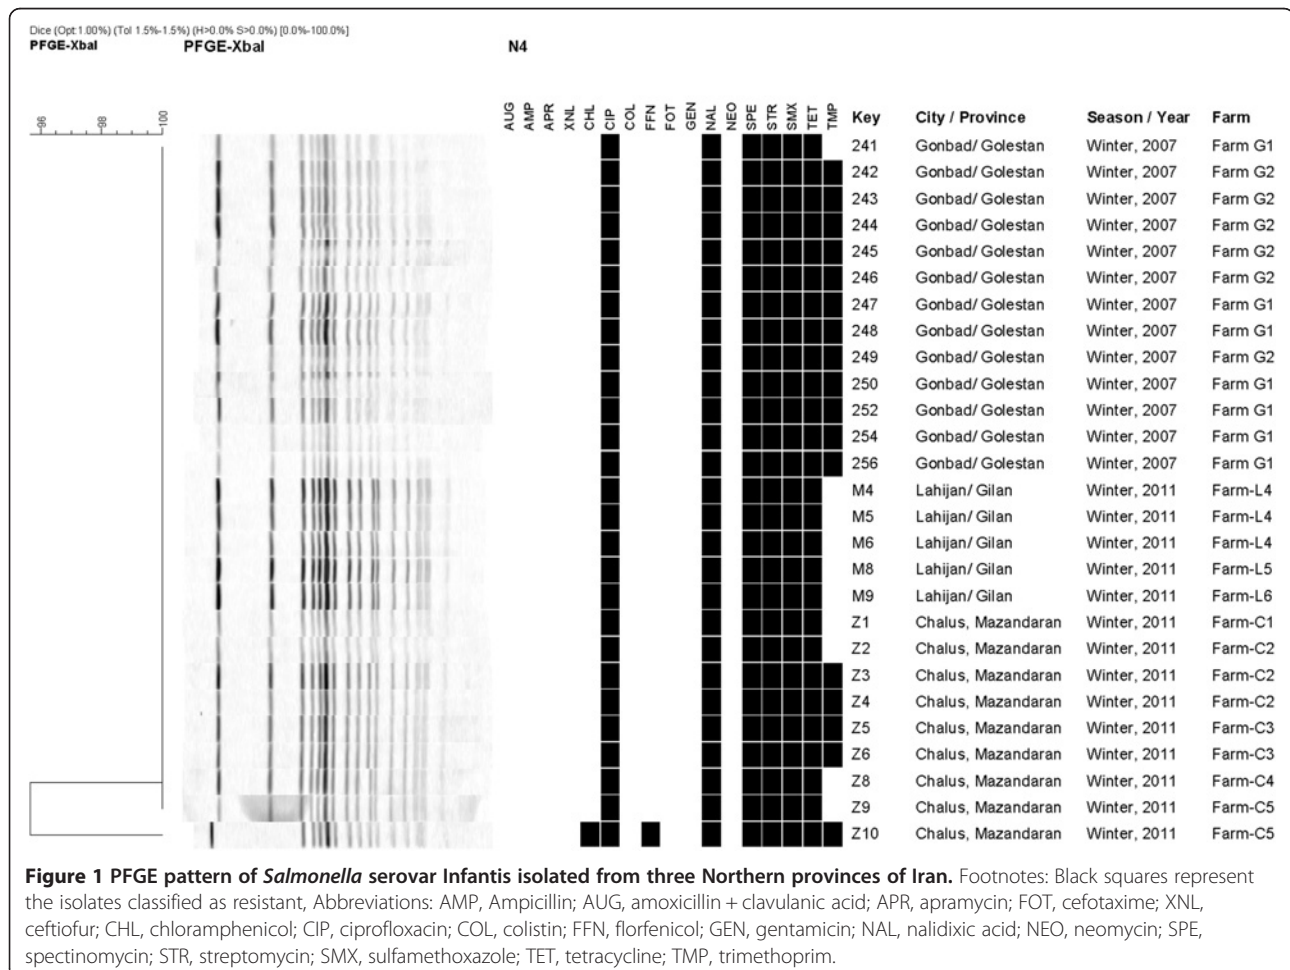 Dice (Opt:1.00%) (Tol 1.5%-1.5%) (H>0.0% S>0.0%) [0.0%-100.0%]
PFGE-XbaI PFGE-XbaI N4
96 98 100
AUG AMP APR XNL CHL CIP COL FFN FOT GEN NAL NEO SPE STR SMX TET TMP
Key City / Province Season / Year Farm
241 Gonbad/ Golestan Winter, 2007 Farm G1
242 Gonbad/ Golestan Winter, 2007 Farm G2
243 Gonbad/ Golestan Winter, 2007 Farm G2
244 Gonbad/ Golestan Winter, 2007 Farm G2
245 Gonbad/ Golestan Winter, 2007 Farm G2
246 Gonbad/ Golestan Winter, 2007 Farm G2
247 Gonbad/ Golestan Winter, 2007 Farm G1
248 Gonbad/ Golestan Winter, 2007 Farm G1
249 Gonbad/ Golestan Winter, 2007 Farm G2
250 Gonbad/ Golestan Winter, 2007 Farm G1
252 Gonbad/ Golestan Winter, 2007 Farm G1
254 Gonbad/ Golestan Winter, 2007 Farm G1
256 Gonbad/ Golestan Winter, 2007 Farm G1
M4 Lahijan/ Gilan Winter, 2011 Farm-L4
M5 Lahijan/ Gilan Winter, 2011 Farm-L4
M6 Lahijan/ Gilan Winter, 2011 Farm-L4
M8 Lahijan/ Gilan Winter, 2011 Farm-L5
M9 Lahijan/ Gilan Winter, 2011 Farm-L6
Z1 Chalus, Mazandaran Winter, 2011 Farm-C1
Z2 Chalus, Mazandaran Winter, 2011 Farm-C2
Z3 Chalus, Mazandaran Winter, 2011 Farm-C2
Z4 Chalus, Mazandaran Winter, 2011 Farm-C2
Z5 Chalus, Mazandaran Winter, 2011 Farm-C3
Z6 Chalus, Mazandaran Winter, 2011 Farm-C3
Z8 Chalus, Mazandaran Winter, 2011 Farm-C4
Z9 Chalus, Mazandaran Winter, 2011 Farm-C5
Z10 Chalus, Mazandaran Winter, 2011 Farm-C5
Figure 1 PFGE pattern of Salmonella serovar Infantis isolated from three Northern provinces of Iran. Footnotes: Black squares represent
the isolates classified as resistant, Abbreviations: AMP, Ampicillin; AUG, amoxicillin + clavulanic acid; APR, apramycin; FOT, cefotaxime; XNL,
ceftiofur; CHL, chloramphenicol; CIP, ciprofloxacin; COL, colistin; FFN, florfenicol; GEN, gentamicin; NAL, nalidixic acid; NEO, neomycin; SPE,
spectinomycin; STR, streptomycin; SMX, sulfamethoxazole; TET, tetracycline; TMP, trimethoprim.